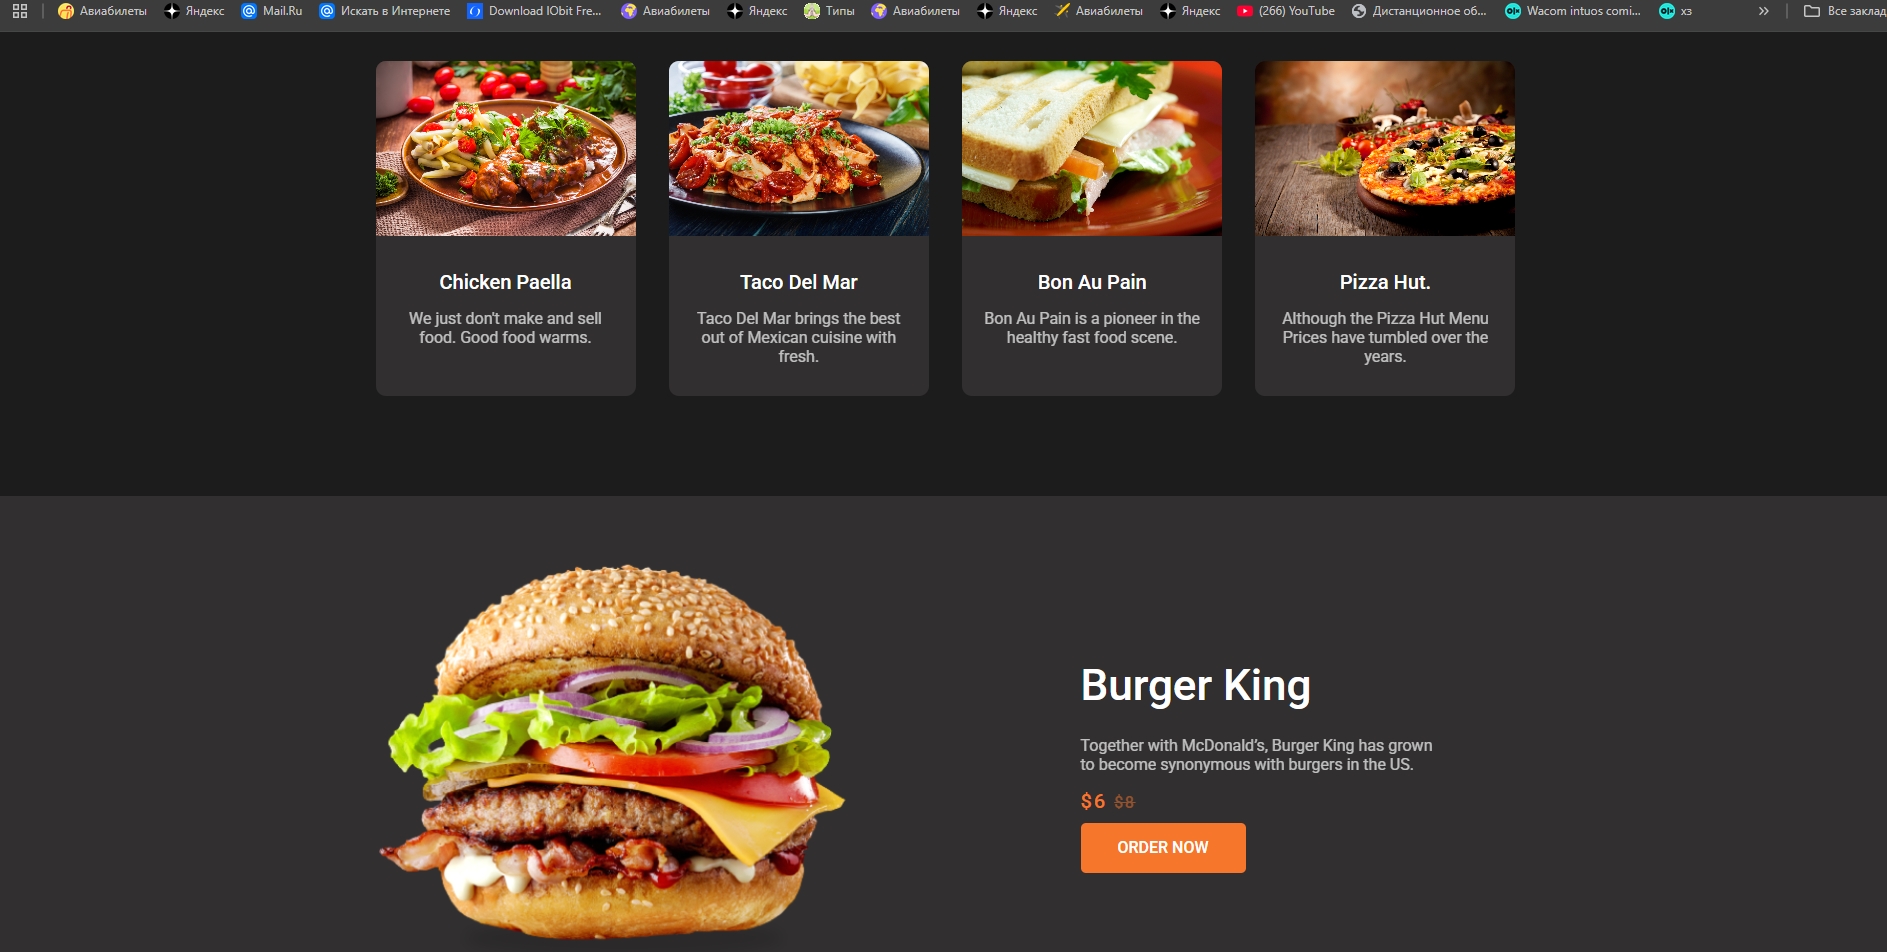 Авиабилеты Яндекс Mail.Ru Искать в Интернете Download IObit Fre... Авиабилеты Яндекс Типы Авиабилеты Яндекс Авиабилеты Яндекс (266) YouTube Дистанционное об... Wacom intuos comi... хз » Все заклад
Chicken Paella
We just don't make and sell
food. Good food warms.
Taco Del Mar
Taco Del Mar brings the best
out of Mexican cuisine with
fresh.
Bon Au Pain
Bon Au Pain is a pioneer in the
healthy fast food scene.
Pizza Hut.
Although the Pizza Hut Menu
Prices have tumbled over the
years.
Burger King
Together with McDonald’s, Burger King has grown
to become synonymous with burgers in the US.
$6 $8
ORDER NOW